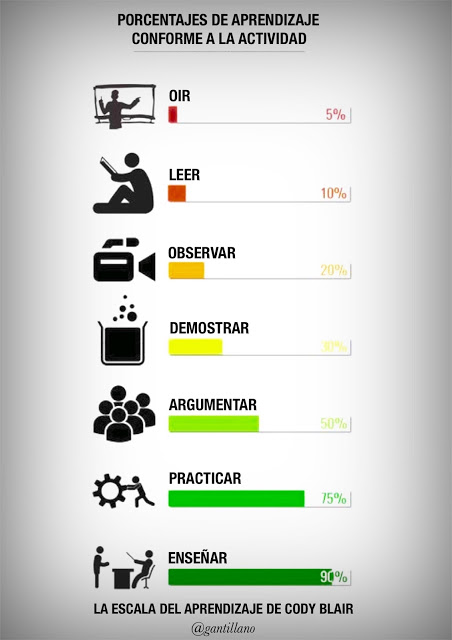 PORCENTAJES DE APRENDIZAJE
CONFORME A LA ACTIVIDAD
OIR
5%
LEER
10%
OBSERVAR
20%
DEMOSTRAR
30%
ARGUMENTAR
50%
PRACTICAR
75%
ENSEÑAR
90%
LA ESCALA DEL APRENDIZAJE DE CODY BLAIR
@gantillano